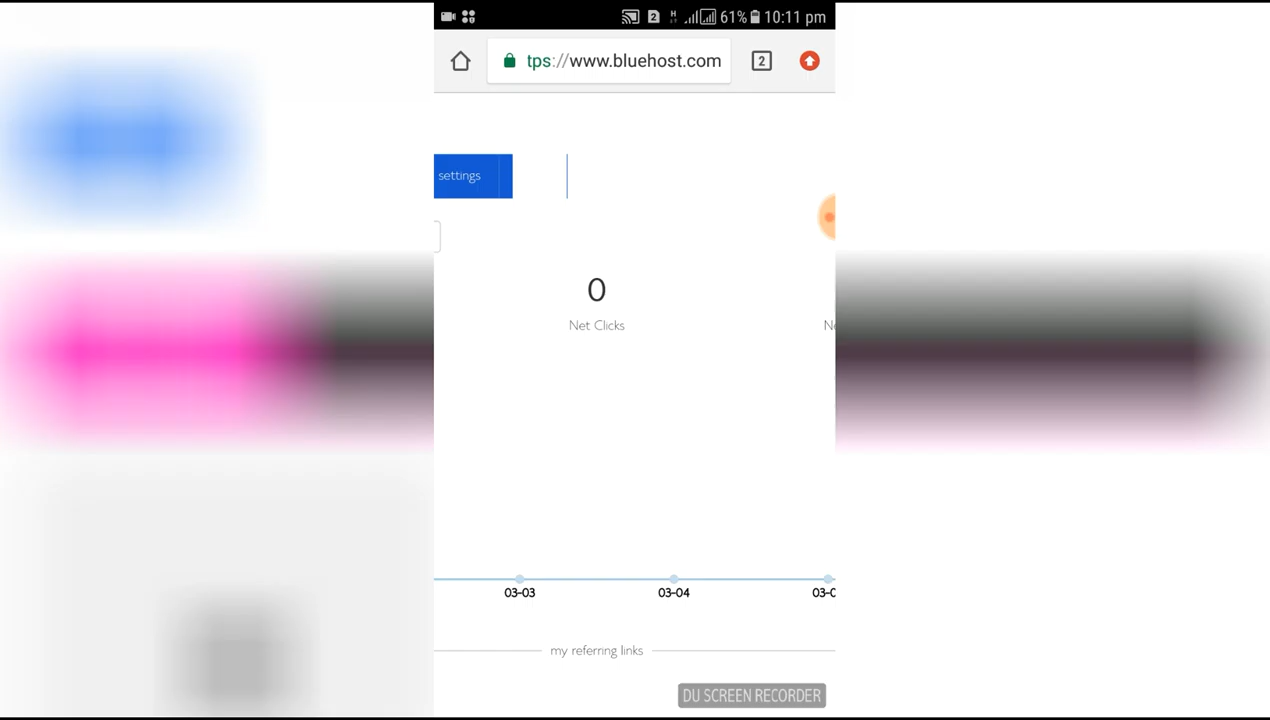 2 61% 10:11 pm
tps://www.bluehost.com 2
settings
0
Net Clicks
03-03 03-04
my referring links
DU SCREEN RECORDER